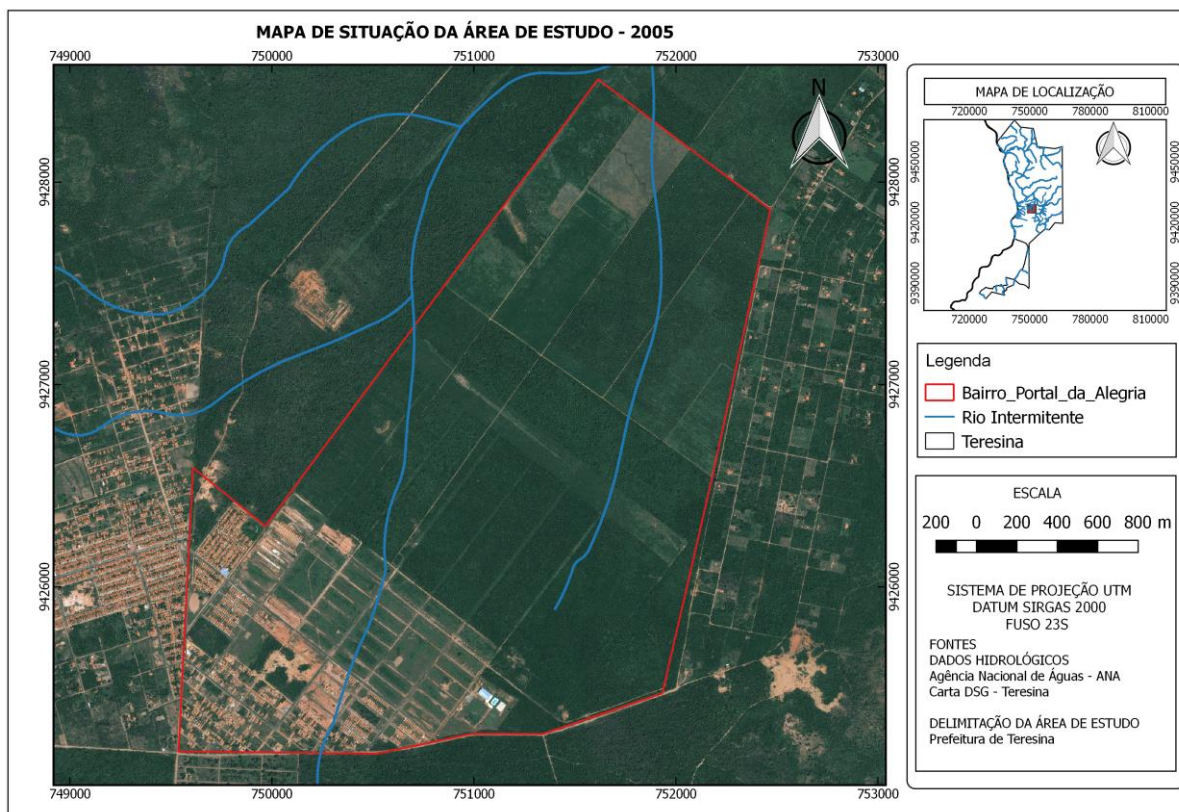 MAPA DE SITUAÇÃO DA ÁREA DE ESTUDO - 2005
749000 750000 751000 752000 753000
9428000 9428000
9427000 9427000
9426000 9426000
749000 750000 751000 752000 753000
N
MAPA DE LOCALIZAÇÃO
720000 750000 780000 810000
9450000 9450000
9420000 9420000
9390000 9390000
720000 750000 780000 810000
Legenda
Bairro_Portal_da_Alegria
Rio Intermitente
Teresina
ESCALA
200 0 200 400 600 800 m
SISTEMA DE PROJEÇÃO UTM
DATUM SIRGAS 2000
FUSO 23S
FONTES
DADOS HIDROLÓGICOS
Agência Nacional de Águas - ANA
Carta DSG - Teresina
DELIMITAÇÃO DA ÁREA DE ESTUDO
Prefeitura de Teresina